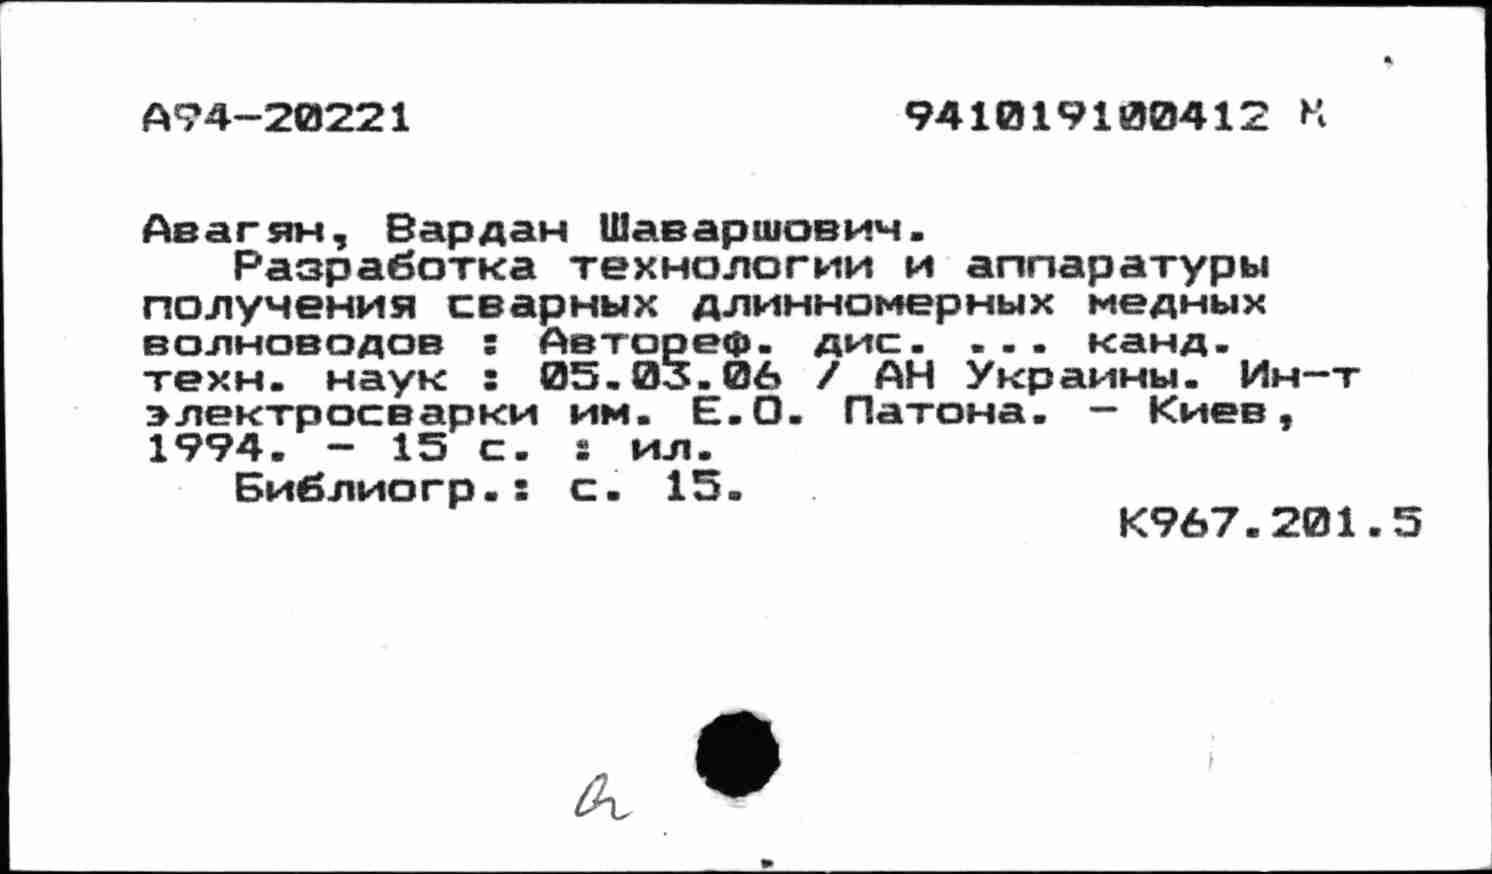 А94-20221 941019100412 М
Авагян, Вардан Шаваршович.
Разработка технологии и аппаратуры
получения сварных длинномерных медных
волноводов : Автореф. дис. ... канд.
техн. наук : 05.03.06 / АН Украины. Ин-т
электросварки им. Е.О. Патона. - Киев,
1994. - 15 с. : ил.
Библиогр.: с. 15.
К967.201.5